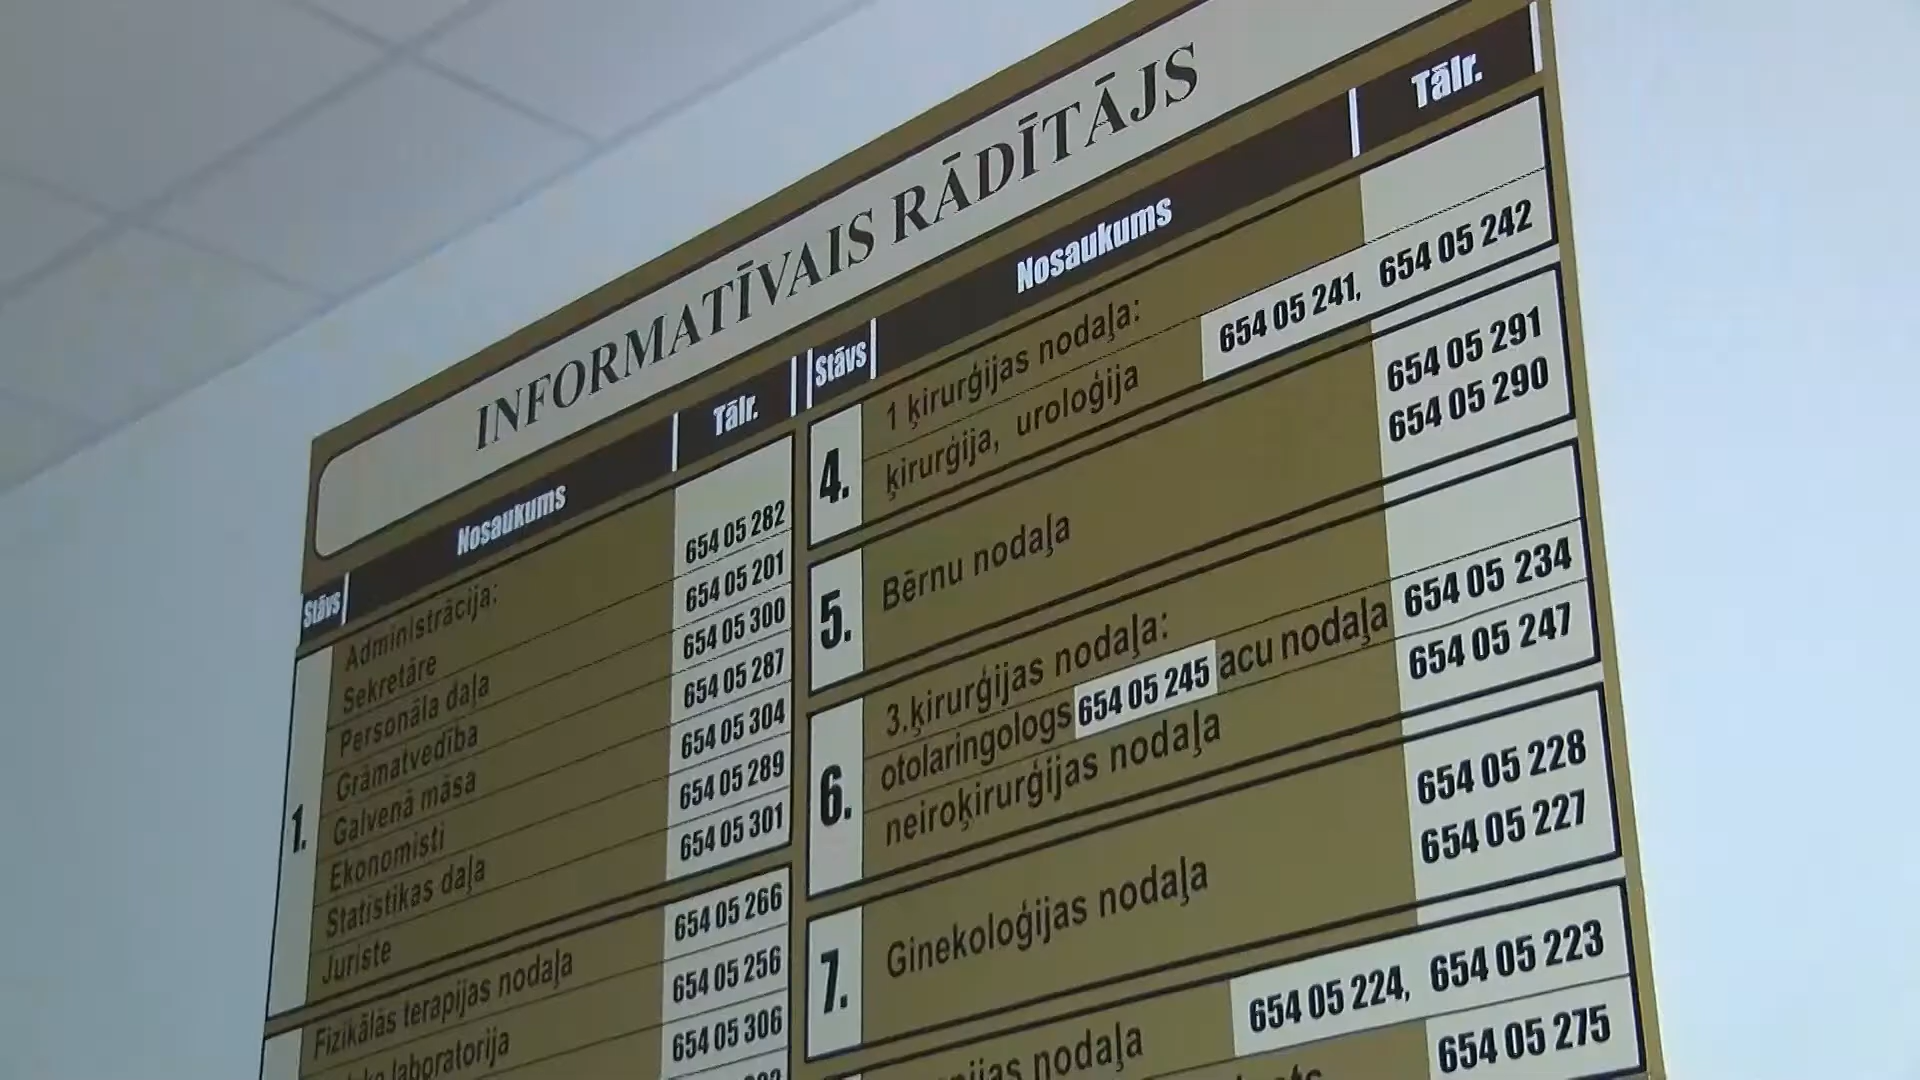 INFORMATĪVAIS RĀDĪTĀJS
Stāvs Nosaukums Tālr.
1.
Administrācija:
Sekretāre 654 05 282
Personāla daļa 654 05 201
Grāmatvedība 654 05 300
Galvenā māsa 654 05 287
Ekonomisti 654 05 304
Statistikas daļa 654 05 289
Juriste 654 05 301
Fizikālās terapijas nodaļa 654 05 266
laboratorija 654 05 256
654 05 306
Stāvs Nosaukums Tālr.
4.
1 ķirurģijas nodaļa:
ķirurģija, uroloģija 654 05 241, 654 05 242
5.
Bērnu nodaļa 654 05 291
654 05 290
6.
3.ķirurģijas nodaļa:
otolaringologs 654 05 245 acu nodaļa 654 05 234
neiroķirurģijas nodaļa 654 05 247
7.
Ginekoloģijas nodaļa 654 05 228
654 05 227
nodaļa 654 05 224, 654 05 223
654 05 275